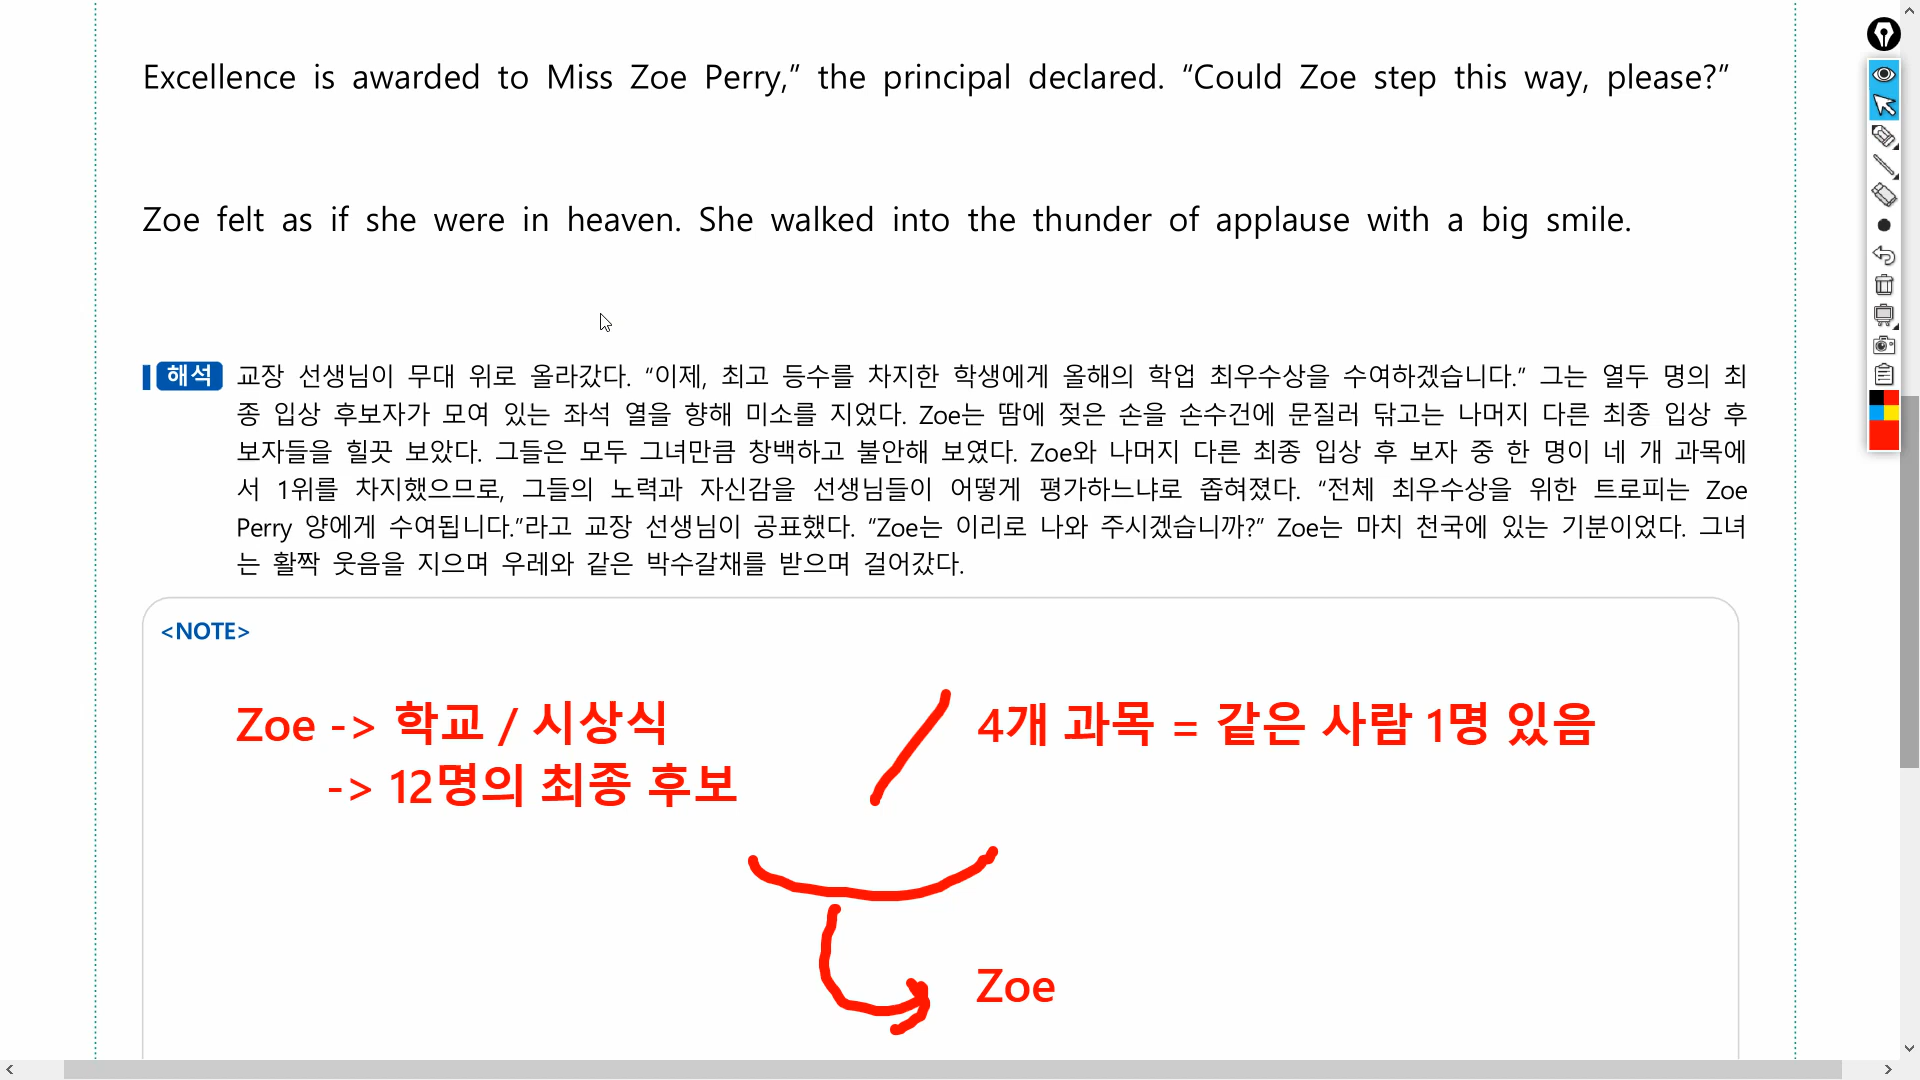 Excellence is awarded to Miss Zoe Perry,” the principal declared. “Could Zoe step this way, please?”
Zoe felt as if she were in heaven. She walked into the thunder of applause with a big smile.
해석 교장 선생님이 무대 위로 올라갔다. “이제, 최고 등수를 차지한 학생에게 올해의 학업 최우수상을 수여하겠습니다.” 그는 열두 명의 최
종 입상 후보자가 모여 있는 좌석 열을 향해 미소를 지었다. Zoe는 땀에 젖은 손을 손수건에 문질러 닦고는 나머지 다른 최종 입상 후
보자들을 힐끗 보았다. 그들은 모두 그녀만큼 창백하고 불안해 보였다. Zoe와 나머지 다른 최종 입상 후 보자 중 한 명이 네 개 과목에
서 1위를 차지했으므로, 그들의 노력과 자신감을 선생님들이 어떻게 평가하느냐로 좁혀졌다. “전체 최우수상을 위한 트로피는 Zoe
Perry 양에게 수여됩니다.”라고 교장 선생님이 공표했다. “Zoe는 이리로 나와 주시겠습니까?” Zoe는 마치 천국에 있는 기분이었다. 그녀
는 활짝 웃음을 지으며 우레와 같은 박수갈채를 받으며 걸어갔다.
<NOTE>
Zoe -> 학교 / 시상식
-> 12명의 최종 후보
4개 과목 = 같은 사람 1명 있음
Zoe